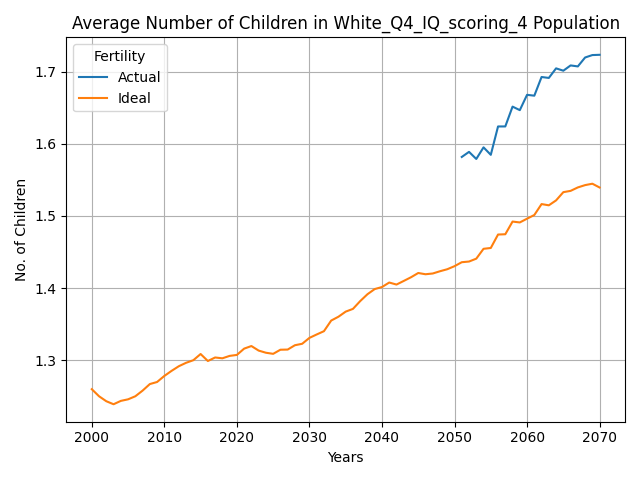 Average Number of Children in White_Q4_IQ_scoring_4 Population
Fertility
Actual
Ideal
No. of Children
1.7
1.6
1.5
1.4
1.3
2000 2010 2020 2030 2040 2050 2060 2070
Years